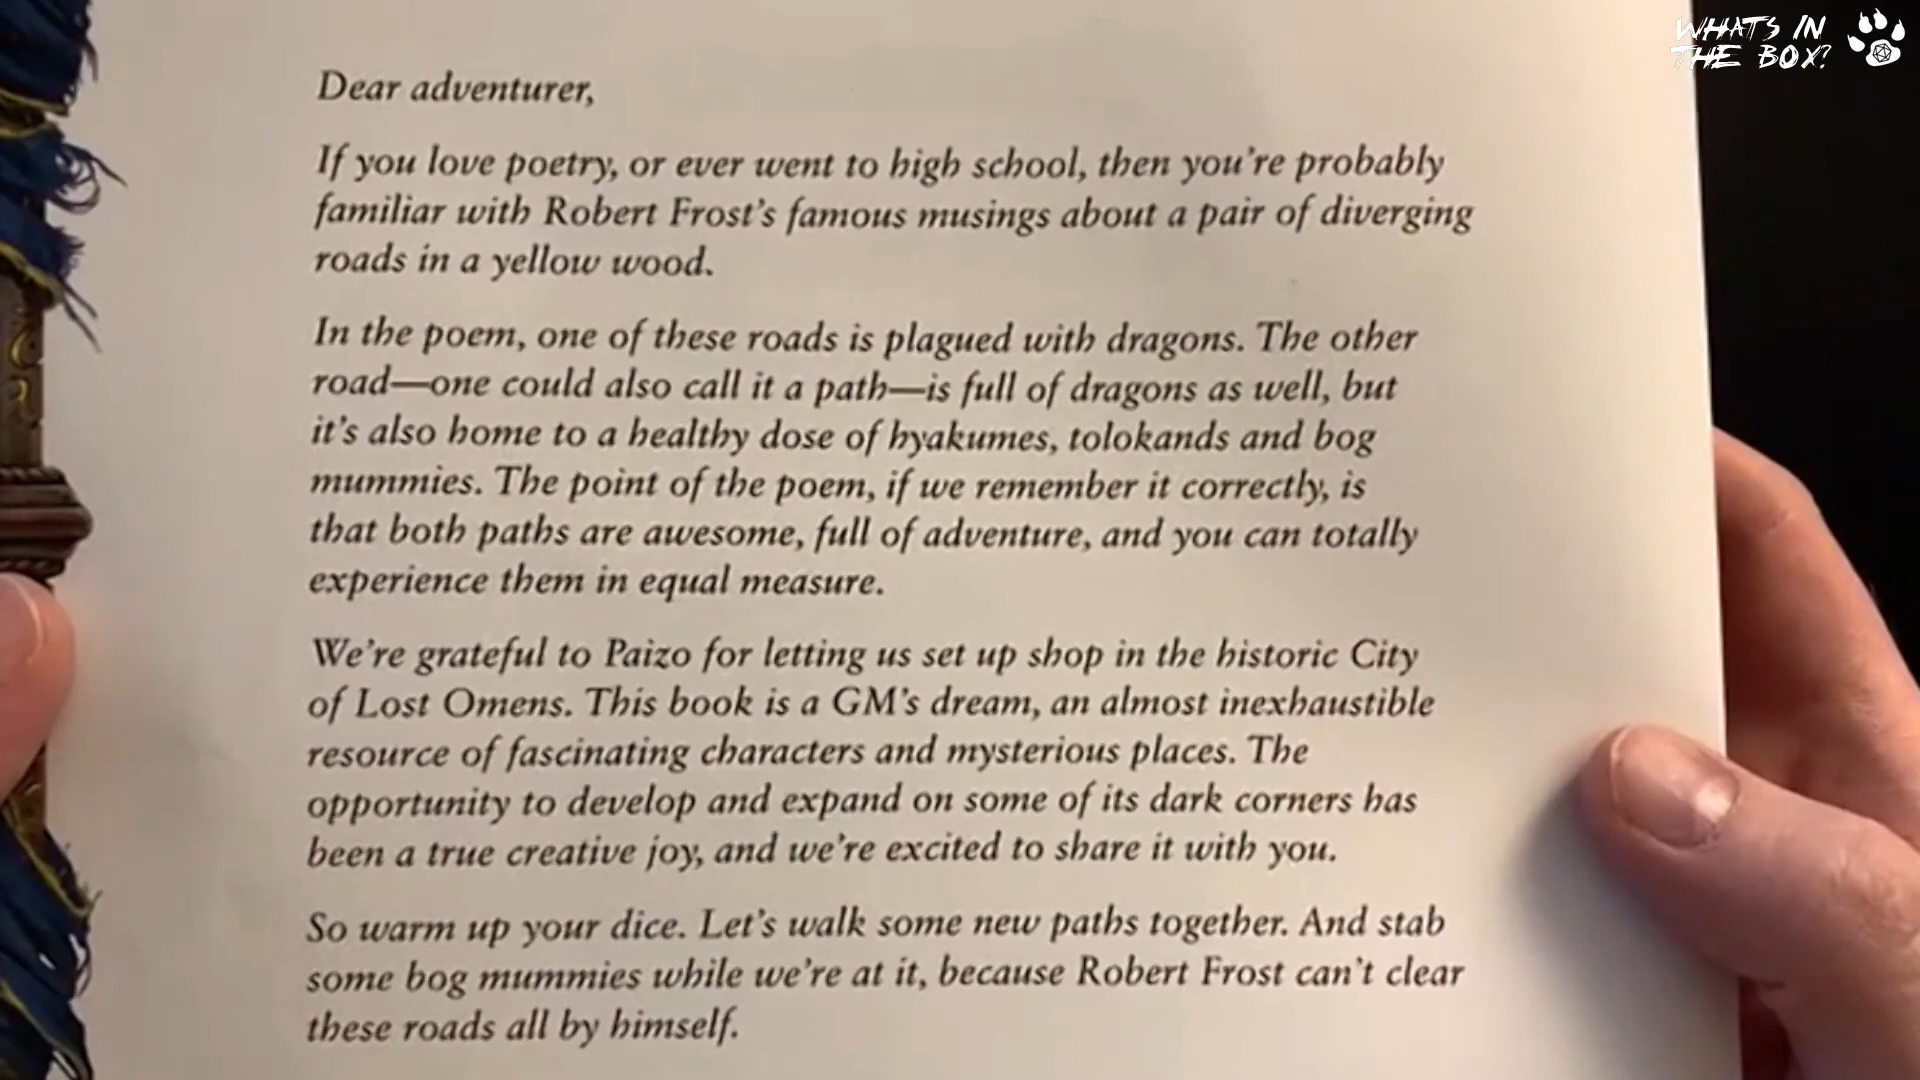 WHATS IN
THE BOX?
Dear adventurer,
If you love poetry, or ever went to high school, then you're probably
familiar with Robert Frost's famous musings about a pair of diverging
roads in a yellow wood.
In the poem, one of these roads is plagued with dragons. The other
road—one could also call it a path—is full of dragons as well, but
it's also home to a healthy dose of hyakumes, tolokands and bog
mummies. The point of the poem, if we remember it correctly, is
that both paths are awesome, full of adventure, and you can totally
experience them in equal measure.
We're grateful to Paizo for letting us set up shop in the historic City
of Lost Omens. This book is a GM's dream, an almost inexhaustible
resource of fascinating characters and mysterious places. The
opportunity to develop and expand on some of its dark corners has
been a true creative joy, and we're excited to share it with you.
So warm up your dice. Let's walk some new paths together. And stab
some bog mummies while we're at it, because Robert Frost can't clear
these roads all by himself.